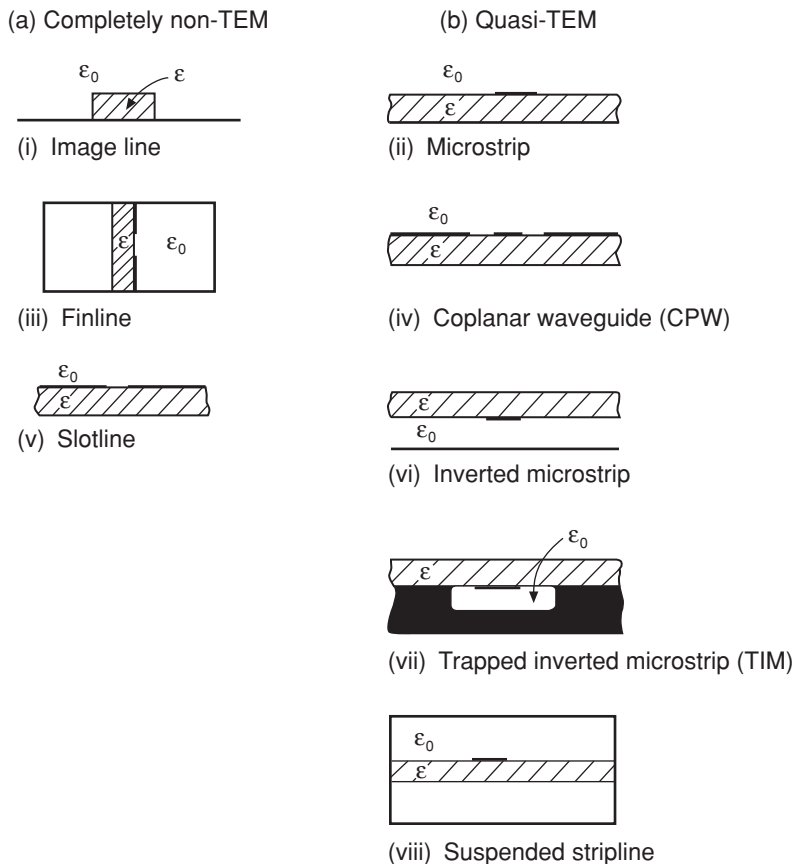 (a) Completely non-TEM
(b) Quasi-TEM
ε0 ε
(i) Image line
ε0
ε
(ii) Microstrip
ε ε0
(iii) Finline
ε0
ε
(iv) Coplanar waveguide (CPW)
ε0
ε
(v) Slotline
ε
ε0
(vi) Inverted microstrip
ε0
ε
(vii) Trapped inverted microstrip (TIM)
ε0
ε
(viii) Suspended stripline